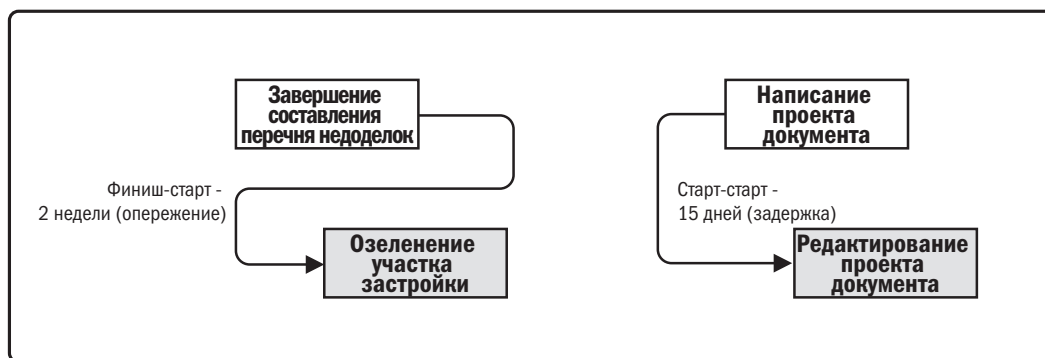 Завершение
составления
перечня недоделок
Финиш-старт -
2 недели (опережение)
Озеленение
участка
застройки
Написание
проекта
документа
Старт-старт -
15 дней (задержка)
Редактирование
проекта
документа